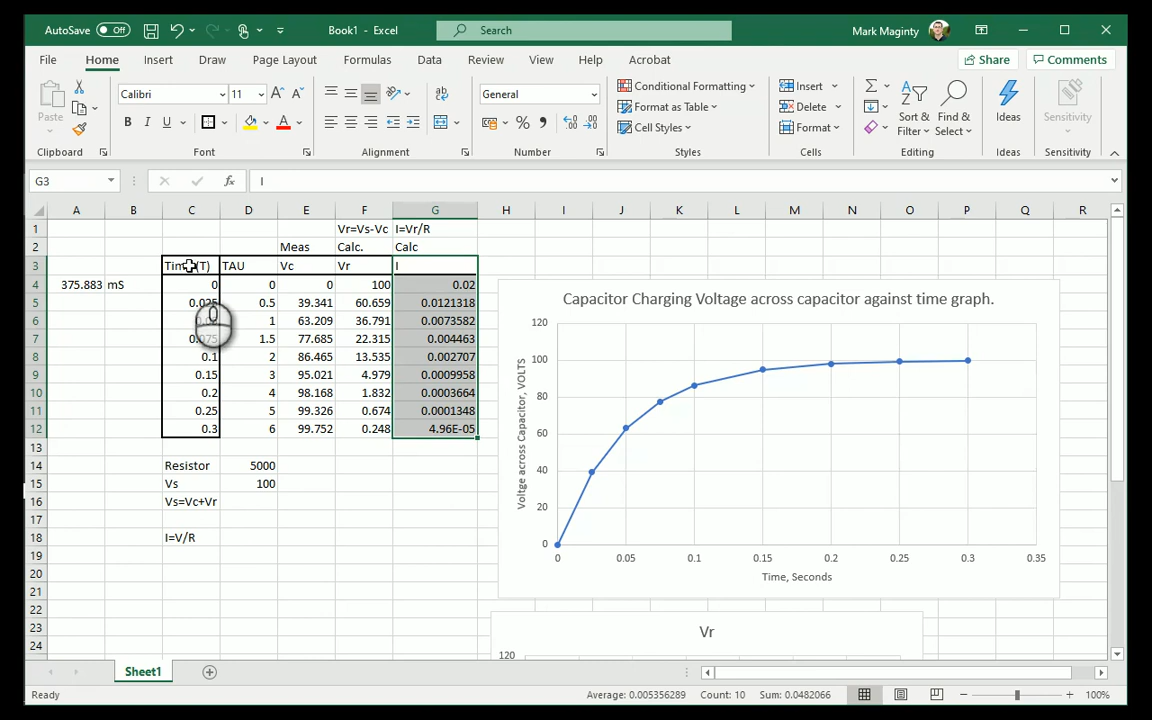 AutoSave Off Book1 - Excel Search Mark Maginty
File Home Insert Draw Page Layout Formulas Data Review View Help Acrobat Share Comments
Calibri 11 General Conditional Formatting Insert
Paste Format as Table Delete Sort & Filter Find & Select Ideas Sensitivity
B I U Cell Styles Format
Clipboard Font Alignment Number Styles Cells Editing Ideas Sensitivity
G3 I
A B C D E F G H I J K L M N O P Q R
1 Vr=Vs-Vc I=Vr/R
2 Meas Calc. Calc
3 Tim (T) TAU Vc Vr I
4 375.883 mS 0 0 0 100 0.02
5 0.025 0.5 39.341 60.659 0.0121318
6 1 63.209 36.791 0.0073582
7 0.075 1.5 77.685 22.315 0.004463
8 0.1 2 86.465 13.535 0.002707
9 0.15 3 95.021 4.979 0.0009958
10 0.2 4 98.168 1.832 0.0003664
11 0.25 5 99.326 0.674 0.0001348
12 0.3 6 99.752 0.248 4.96E-05
13
14 Resistor 5000
15 Vs 100
16 Vs=Vc+Vr
17
18 I=V/R
19
20
21
22
23
24
Capacitor Charging Voltage across capacitor against time graph.
Voltge across Capacitor, VOLTS
120
100
80
60
40
20
0
0 0.05 0.1 0.15 0.2 0.25 0.3 0.35
Time, Seconds
Vr
120
Sheet1
Ready Average: 0.005356289 Count: 10 Sum: 0.0482066 100%